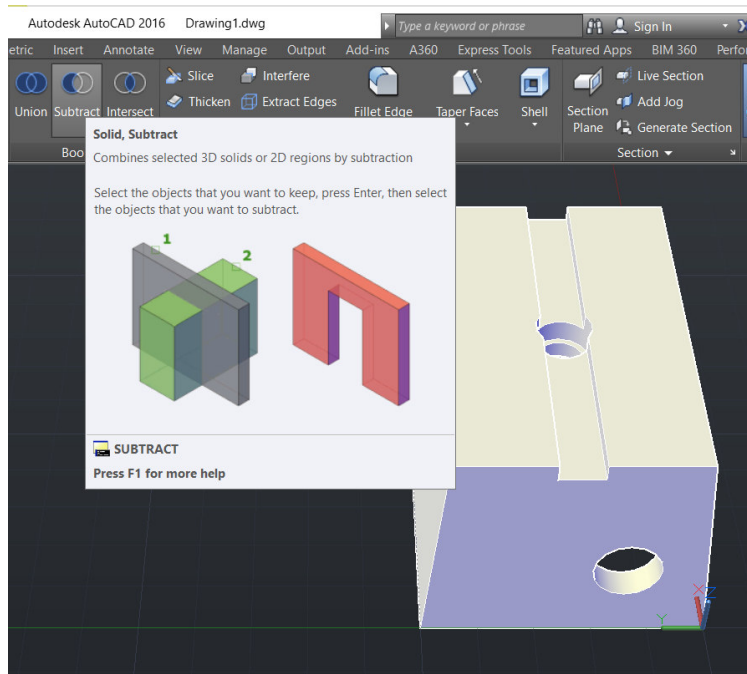 Autodesk AutoCAD 2016 Drawing1.dwg Type a keyword or phrase Sign In
etric Insert Annotate View Manage Output Add-ins A360 Express Tools Featured Apps BIM 360 Perfo
Slice Interfere Live Section
Thicken Extract Edges Add Jog
Union Subtract Intersect Fillet Edge Taper Faces Shell Section
Plane Generate Section
Boo Section
Solid, Subtract
Combines selected 3D solids or 2D regions by subtraction
Select the objects that you want to keep, press Enter, then select
the objects that you want to subtract.
1
2
SUBTRACT
Press F1 for more help
X Z
Y